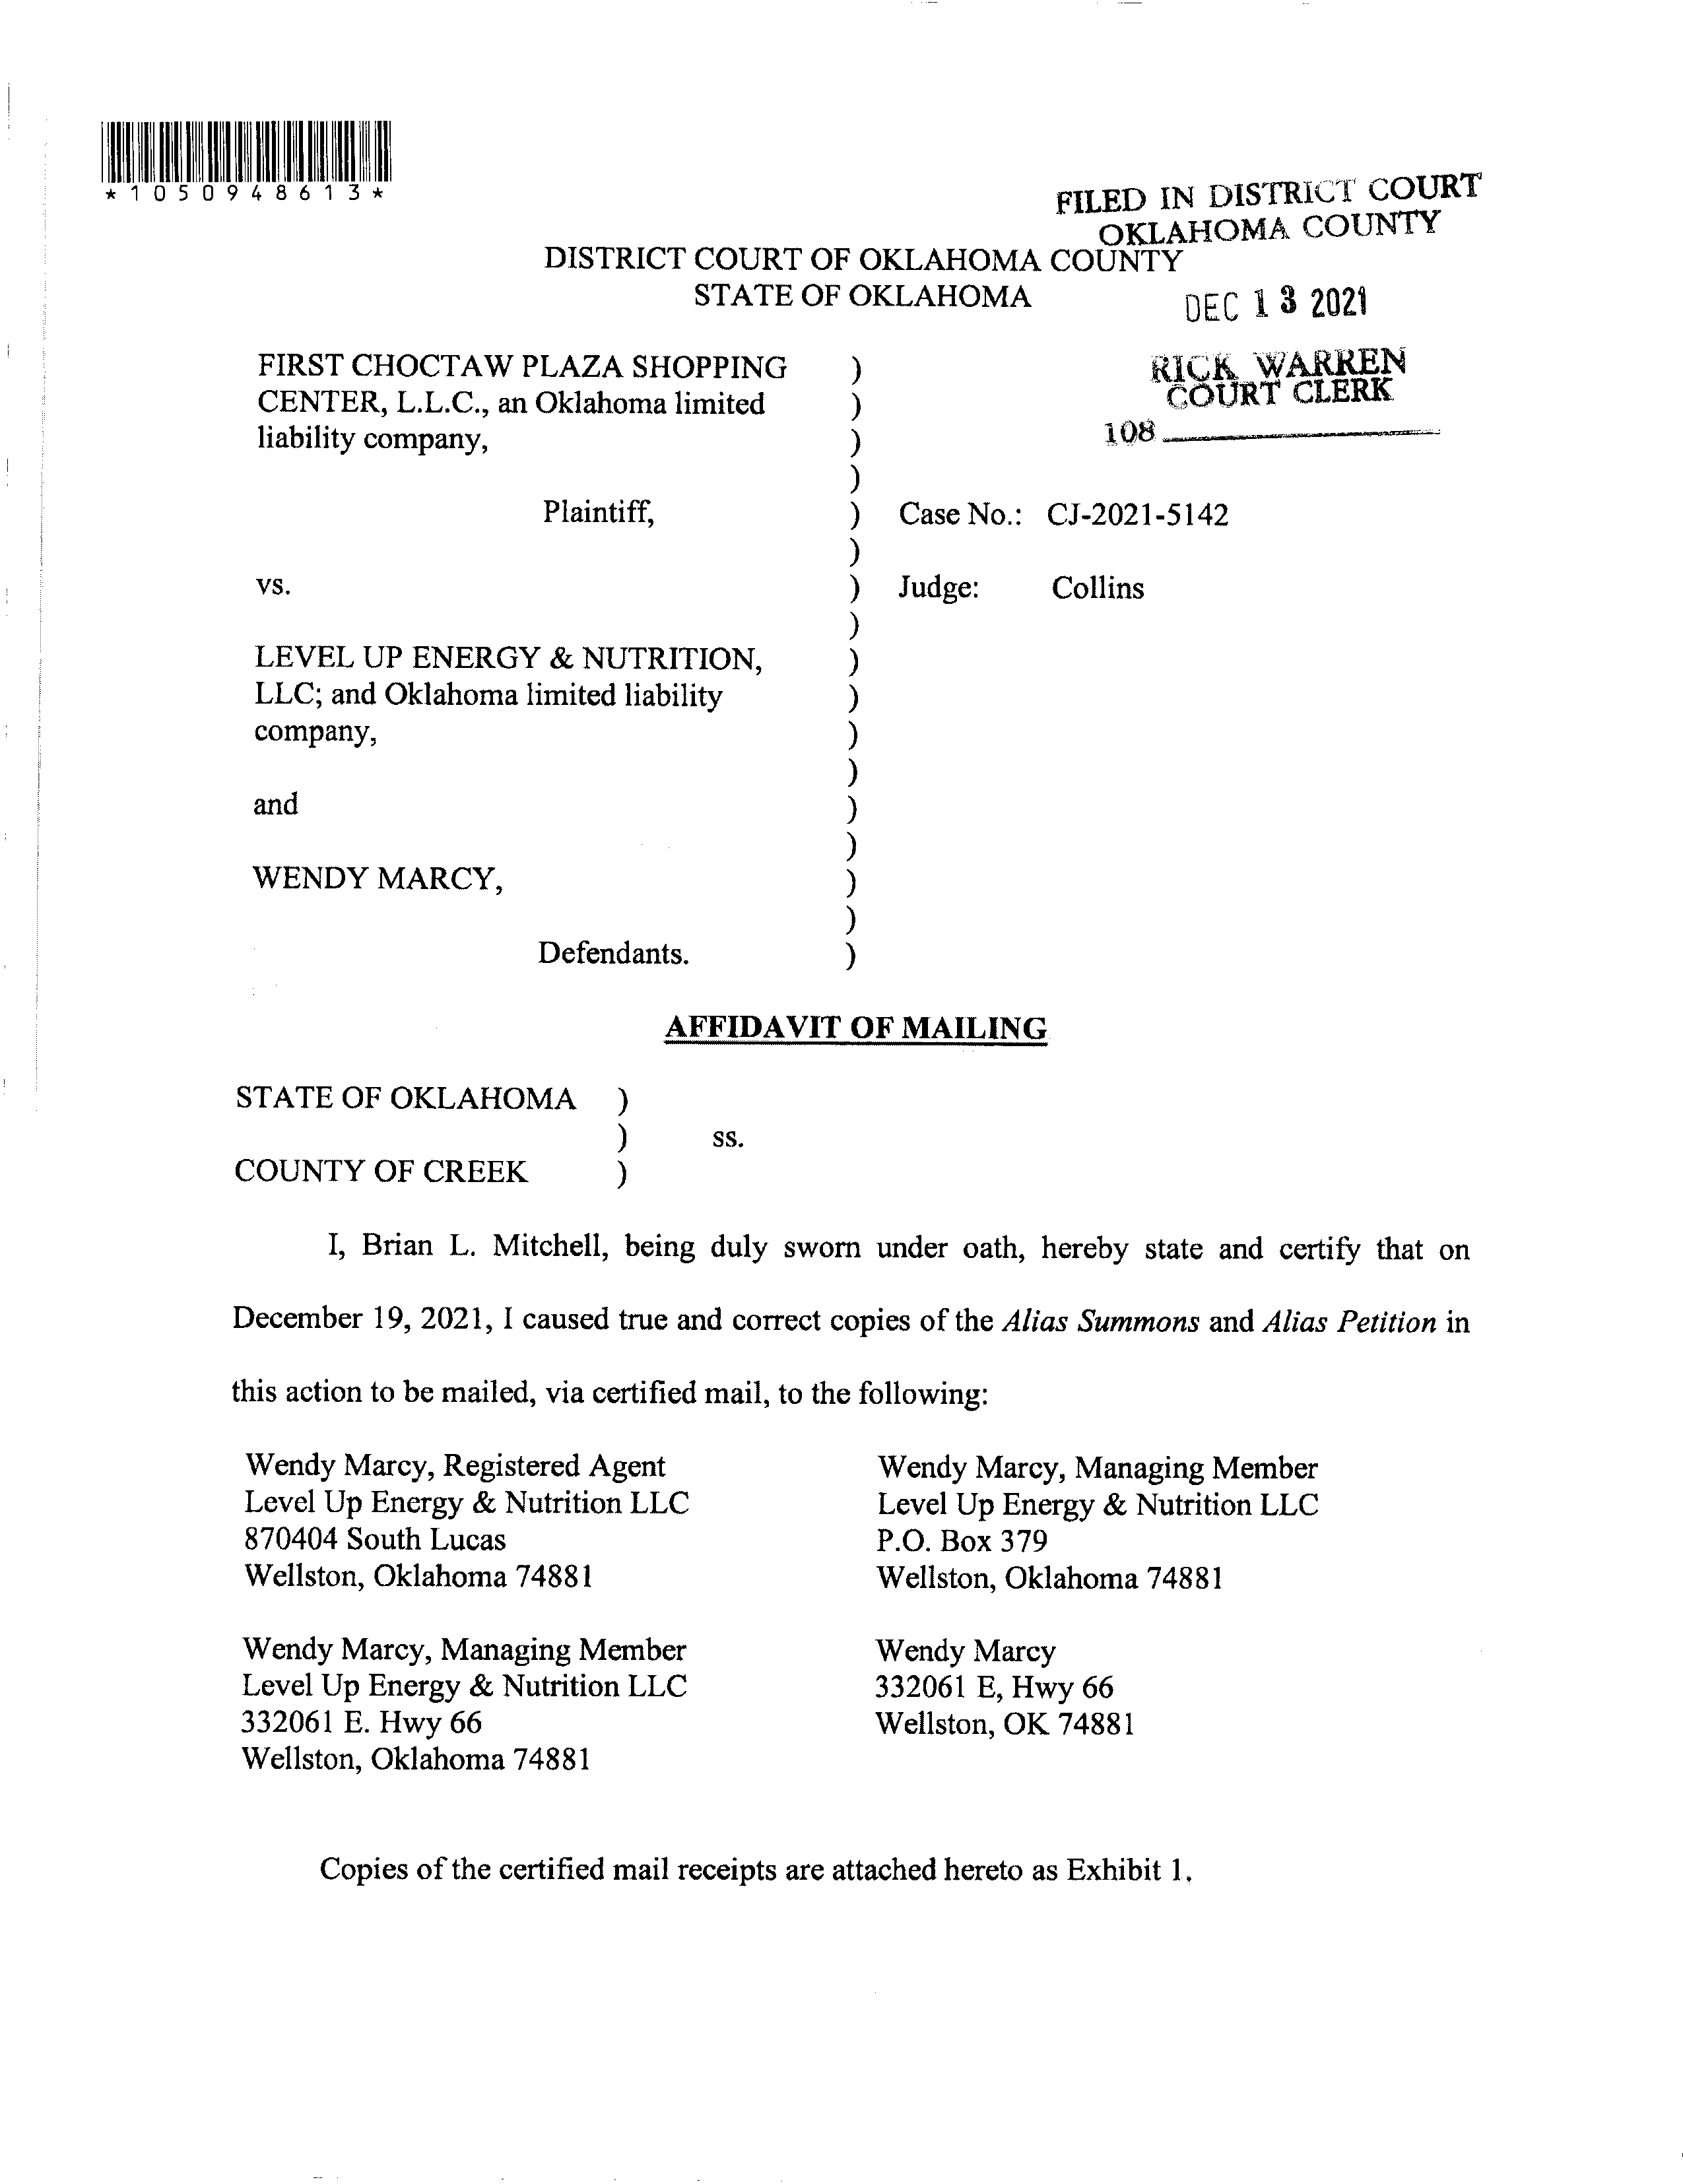 *1050948613*
FILED IN DISTRICT COURT
OKLAHOMA COUNTY
DISTRICT COURT OF OKLAHOMA COUNTY
STATE OF OKLAHOMA
DEC 13 2021
RICK WARREN
COURT CLERK
108
FIRST CHOCTAW PLAZA SHOPPING )
CENTER, L.L.C., an Oklahoma limited )
liability company, )
)
Plaintiff, ) Case No.: CJ-2021-5142
)
vs. ) Judge: Collins
)
LEVEL UP ENERGY & NUTRITION, )
LLC; and Oklahoma limited liability )
company, )
)
and )
)
WENDY MARCY, )
)
Defendants. )
AFFIDAVIT OF MAILING
STATE OF OKLAHOMA )
) ss.
COUNTY OF CREEK )
I, Brian L. Mitchell, being duly sworn under oath, hereby state and certify that on
December 19, 2021, I caused true and correct copies of the Alias Summons and Alias Petition in
this action to be mailed, via certified mail, to the following:
Wendy Marcy, Registered Agent
Level Up Energy & Nutrition LLC
870404 South Lucas
Wellston, Oklahoma 74881
Wendy Marcy, Managing Member
Level Up Energy & Nutrition LLC
P.O. Box 379
Wellston, Oklahoma 74881
Wendy Marcy, Managing Member
Level Up Energy & Nutrition LLC
332061 E. Hwy 66
Wellston, Oklahoma 74881
Wendy Marcy
332061 E, Hwy 66
Wellston, OK 74881
Copies of the certified mail receipts are attached hereto as Exhibit 1.